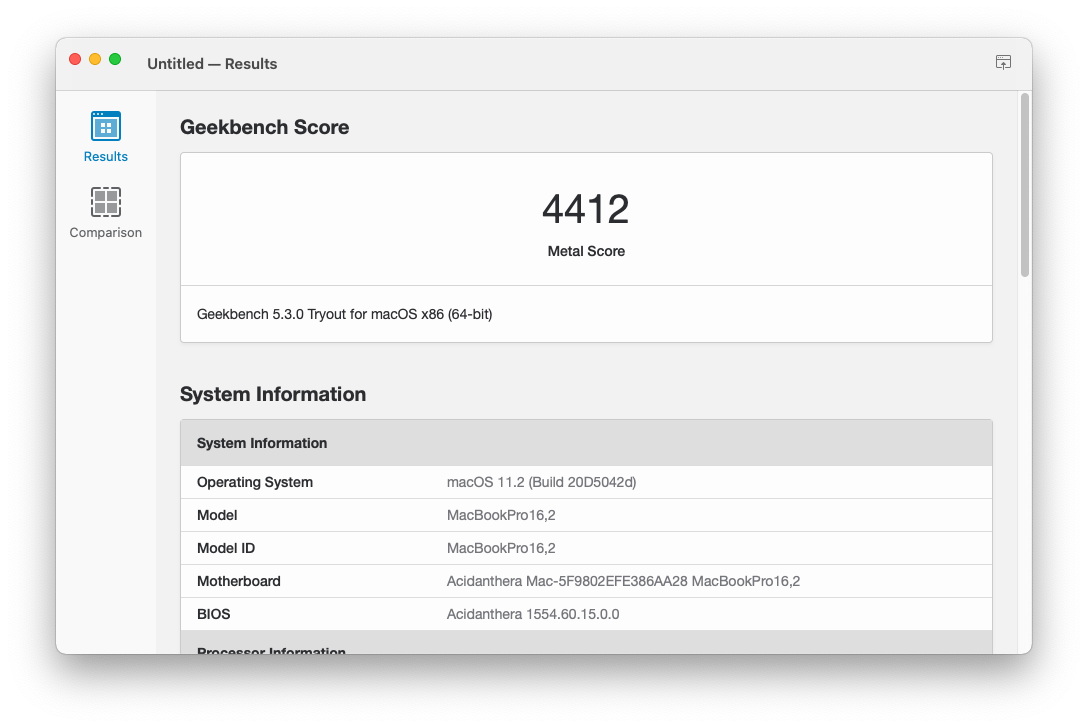 Untitled — Results
Results
Comparison
Geekbench Score
4412
Metal Score
Geekbench 5.3.0 Tryout for macOS x86 (64-bit)
System Information
System Information
Operating System macOS 11.2 (Build 20D5042d)
Model MacBookPro16,2
Model ID MacBookPro16,2
Motherboard Acidanthera Mac-5F9802EFE386AA28 MacBookPro16,2
BIOS Acidanthera 1554.60.15.0.0
Processor Information